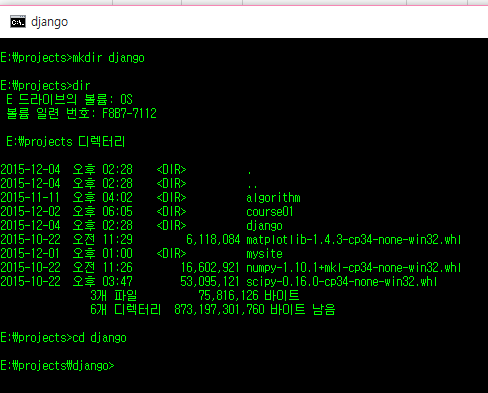 django
E:\projects>mkdir django
E:\projects>dir
E 드라이브의 볼륨: OS
볼륨 일련 번호: F8B7-7112
E:\projects 디렉터리
2015-12-04 오후 02:28 <DIR> .
2015-12-04 오후 02:28 <DIR> ..
2015-11-11 오후 04:02 <DIR> algorithm
2015-12-02 오후 06:05 <DIR> course01
2015-12-04 오후 02:28 <DIR> django
2015-10-22 오전 11:29 6,118,084 matplotlib-1.4.3-cp34-none-win32.whl
2015-12-01 오후 01:00 <DIR> mysite
2015-10-22 오전 11:26 16,602,921 numpy-1.10.1+mkl-cp34-none-win32.whl
2015-10-22 오후 03:47 53,095,121 scipy-0.16.0-cp34-none-win32.whl
3개 파일 75,816,126 바이트
6개 디렉터리 873,197,301,760 바이트 남음
E:\projects>cd django
E:\projects\django>